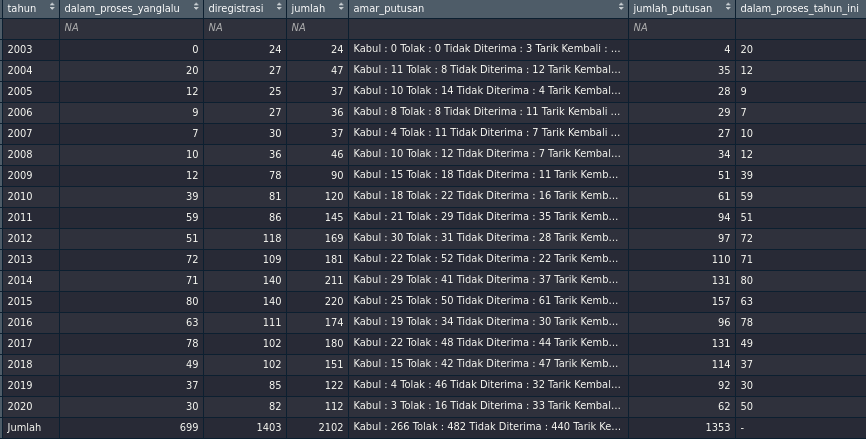 tahun dalam_proses_yanglalu diregistrasi jumlah amar_putusan jumlah_putusan dalam_proses_tahun_ini
NA NA NA NA
2003 0 24 24 Kabul : 0 Tolak : 0 Tidak Diterima : 3 Tarik Kembali : ... 4 20
2004 20 27 47 Kabul : 11 Tolak : 8 Tidak Diterima : 12 Tarik Kembal... 35 12
2005 12 25 37 Kabul : 10 Tolak : 14 Tidak Diterima : 4 Tarik Kembal... 28 9
2006 9 27 36 Kabul : 8 Tolak : 8 Tidak Diterima : 11 Tarik Kembali ... 29 7
2007 7 30 37 Kabul : 4 Tolak : 11 Tidak Diterima : 7 Tarik Kembali ... 27 10
2008 10 36 46 Kabul : 10 Tolak : 12 Tidak Diterima : 7 Tarik Kembal... 34 12
2009 12 78 90 Kabul : 15 Tolak : 18 Tidak Diterima : 11 Tarik Kemb... 51 39
2010 39 81 120 Kabul : 18 Tolak : 22 Tidak Diterima : 16 Tarik Kemb... 61 59
2011 59 86 145 Kabul : 21 Tolak : 29 Tidak Diterima : 35 Tarik Kemb... 94 51
2012 51 118 169 Kabul : 30 Tolak : 31 Tidak Diterima : 28 Tarik Kemb... 97 72
2013 72 109 181 Kabul : 22 Tolak : 52 Tidak Diterima : 22 Tarik Kemb... 110 71
2014 71 140 211 Kabul : 29 Tolak : 41 Tidak Diterima : 37 Tarik Kemb... 131 80
2015 80 140 220 Kabul : 25 Tolak : 50 Tidak Diterima : 61 Tarik Kemb... 157 63
2016 63 111 174 Kabul : 19 Tolak : 34 Tidak Diterima : 30 Tarik Kemb... 96 78
2017 78 102 180 Kabul : 22 Tolak : 48 Tidak Diterima : 44 Tarik Kemb... 131 49
2018 49 102 151 Kabul : 15 Tolak : 42 Tidak Diterima : 47 Tarik Kemb... 114 37
2019 37 85 122 Kabul : 4 Tolak : 46 Tidak Diterima : 32 Tarik Kembal... 92 30
2020 30 82 112 Kabul : 3 Tolak : 16 Tidak Diterima : 33 Tarik Kembal... 62 50
Jumlah 699 1403 2102 Kabul : 266 Tolak : 482 Tidak Diterima : 440 Tarik Ke... 1353 -